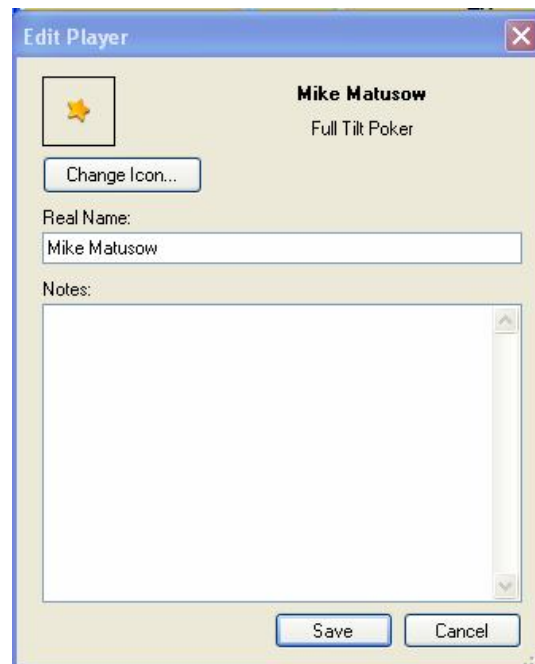 Edit Player
Mike Matusow
Full Tilt Poker
Change Icon...
Real Name:
Mike Matusow
Notes:
Save Cancel